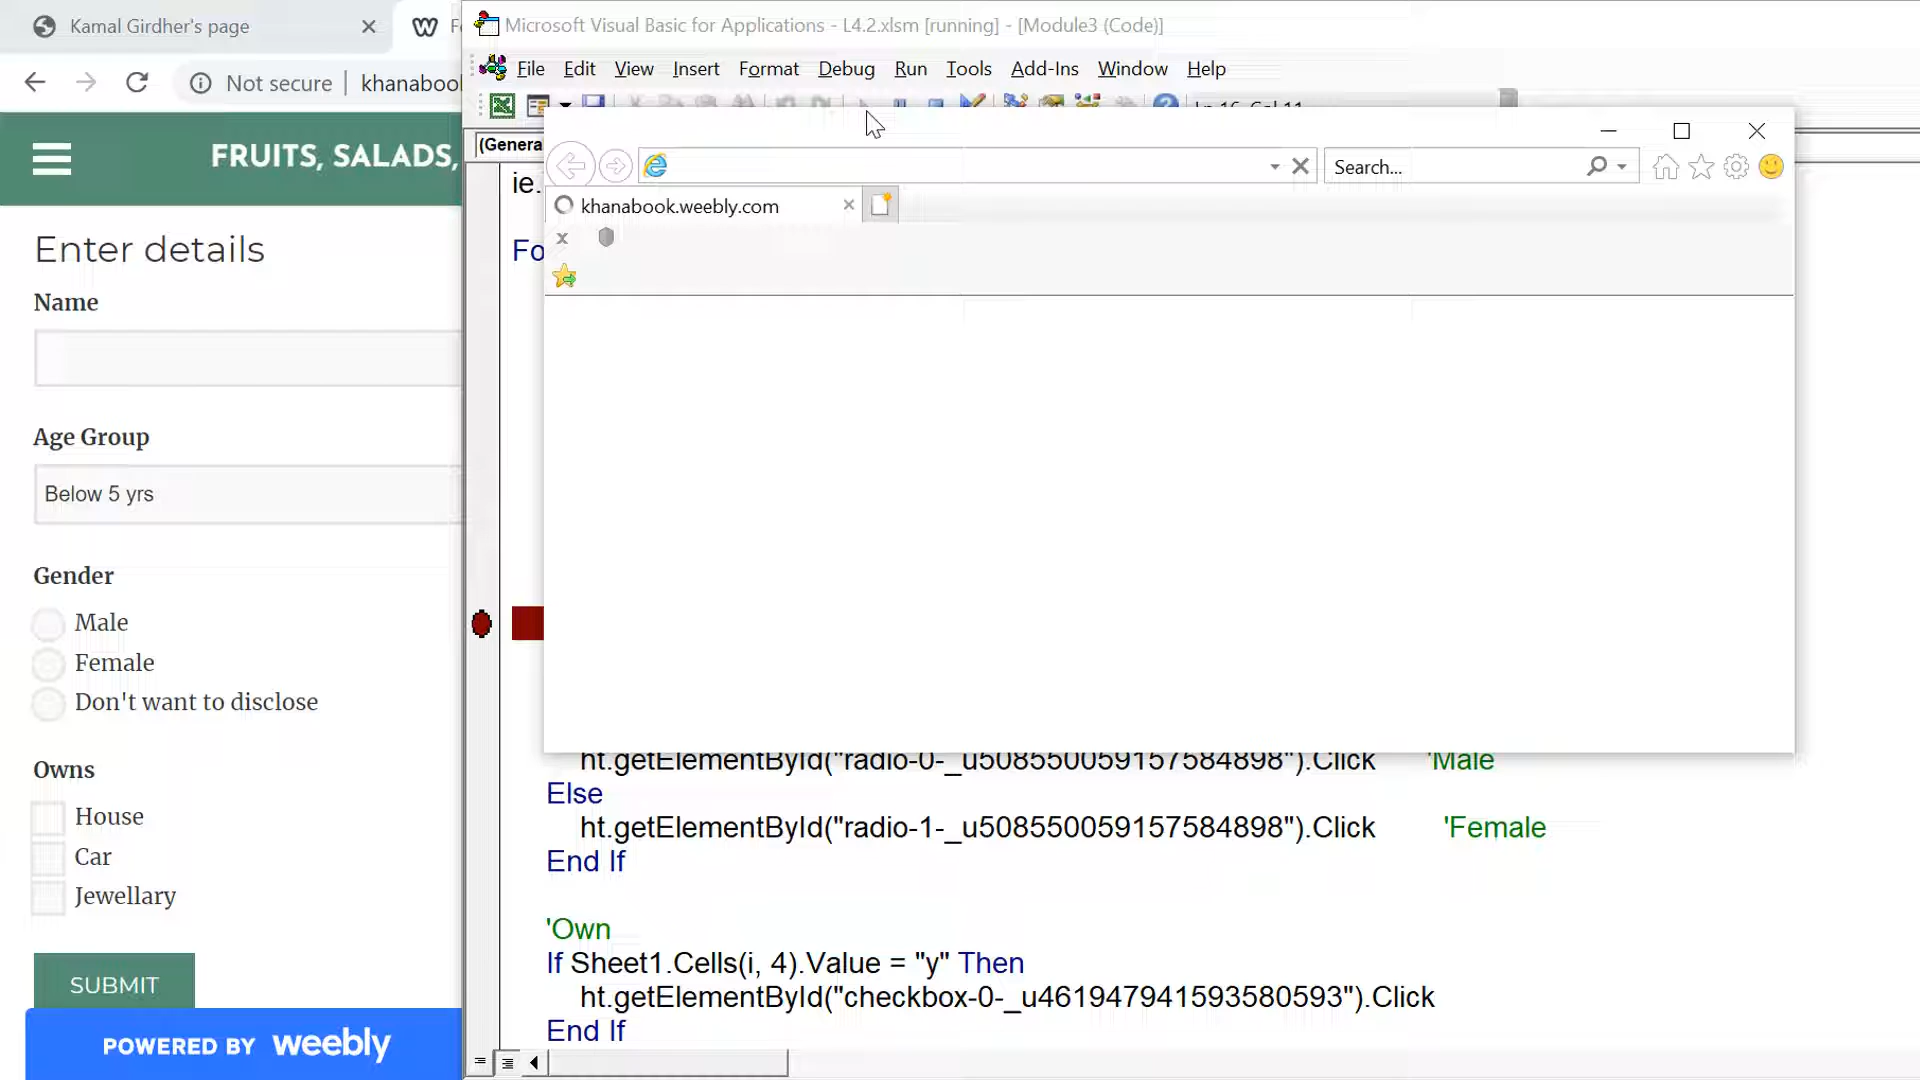 Kamal Girdher's page
Microsoft Visual Basic for Applications - L4.2.xlsm [running] - [Module3 (Code)]
File Edit View Insert Format Debug Run Tools Add-Ins Window Help
Not secure | khanabook
(General
FRUITS, SALADS,
ie.
Search...
khanabook.weebly.com
Fo
Enter details
Name
Age Group
Below 5 yrs
Gender
Male
Female
Don't want to disclose
Owns
House
Car
Jewellary
SUBMIT
POWERED BY weebly
ht.getElementById("radio-0-_u508550059157584898").Click 'Male
Else
ht.getElementById("radio-1-_u508550059157584898").Click 'Female
End If
'Own
If Sheet1.Cells(i, 4).Value = "y" Then
ht.getElementById("checkbox-0-_u461947941593580593").Click
End If